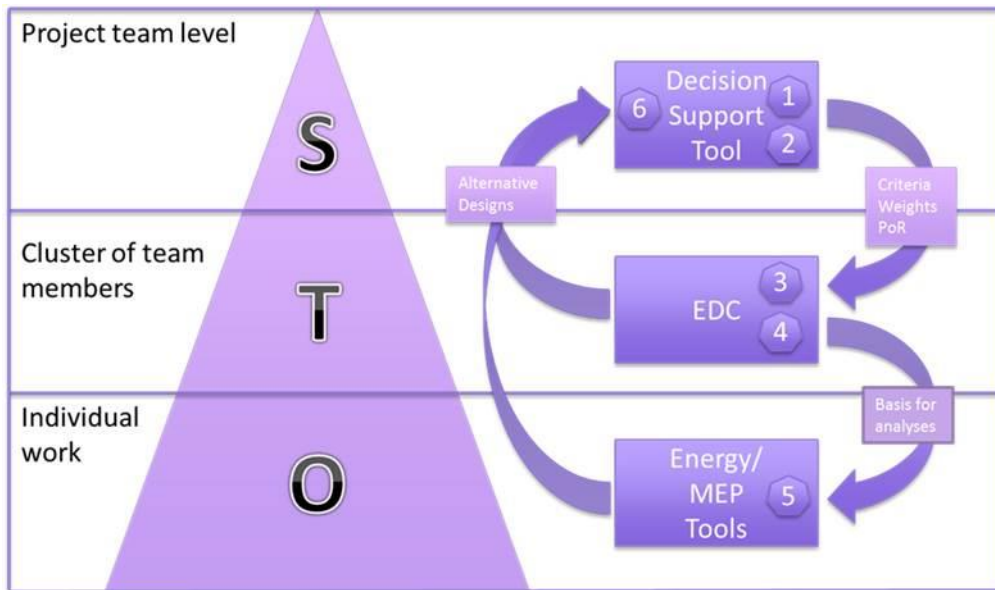 Project team level
S
Decision
Support
Tool
6
1
2
Alternative
Designs
Criteria
Weights
PoR
Cluster of team
members
T
EDC
3
4
Basis for
analyses
Individual
work
O
Energy/
MEP
Tools
5